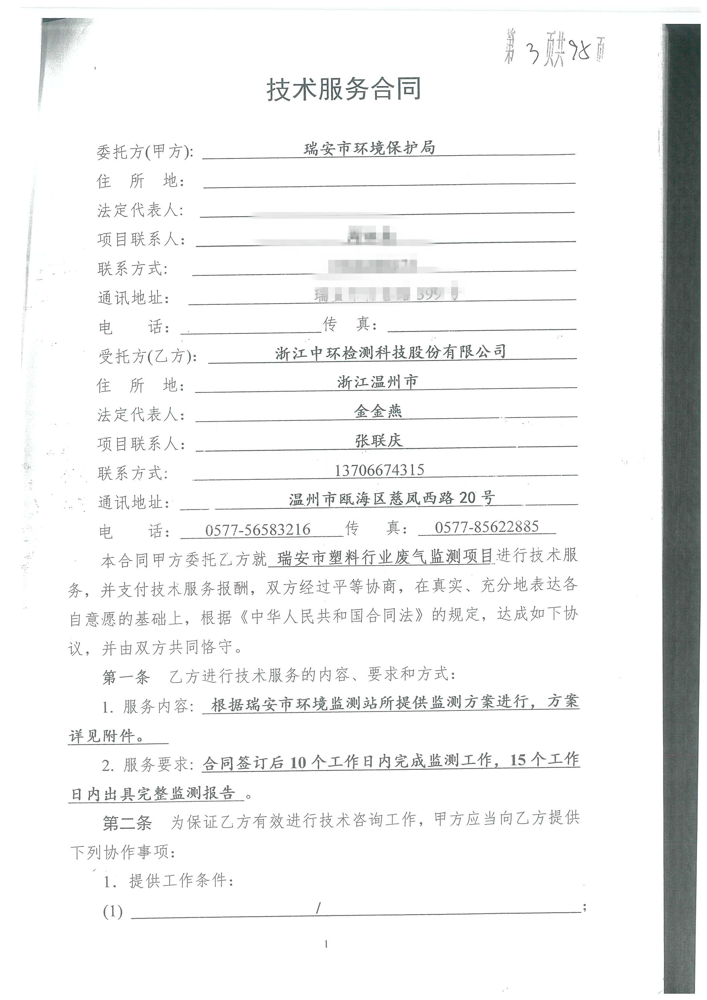 第 3 页共 95 页
技术服务合同
委托方(甲方): 瑞安市环境保护局
住 所 地:
法定代表人:
项目联系人:
联系方式:
通讯地址: 瑞 399 号
电 话: 传 真:
受托方(乙方): 浙江中环检测科技股份有限公司
住 所 地: 浙江温州市
法定代表人: 金金燕
项目联系人: 张联庆
联系方式: 13706674315
通讯地址: 温州市瓯海区慈凤西路 20 号
电 话: 0577-56583216 传 真: 0577-85622885
本合同甲方委托乙方就 瑞安市塑料行业废气监测项目进行技术服
务，并支付技术服务报酬，双方经过平等协商，在真实、充分地表达各
自意愿的基础上，根据《中华人民共和国合同法》的规定，达成如下协
议，并由双方共同恪守。
第一条 乙方进行技术服务的内容、要求和方式：
1. 服务内容: 根据瑞安市环境监测站所提供监测方案进行，方案
详见附件。
2. 服务要求: 合同签订后 10 个工作日内完成监测工作，15 个工作
日内出具完整监测报告 。
第二条 为保证乙方有效进行技术咨询工作，甲方应当向乙方提供
下列协作事项：
1. 提供工作条件：
(1) / ;
1